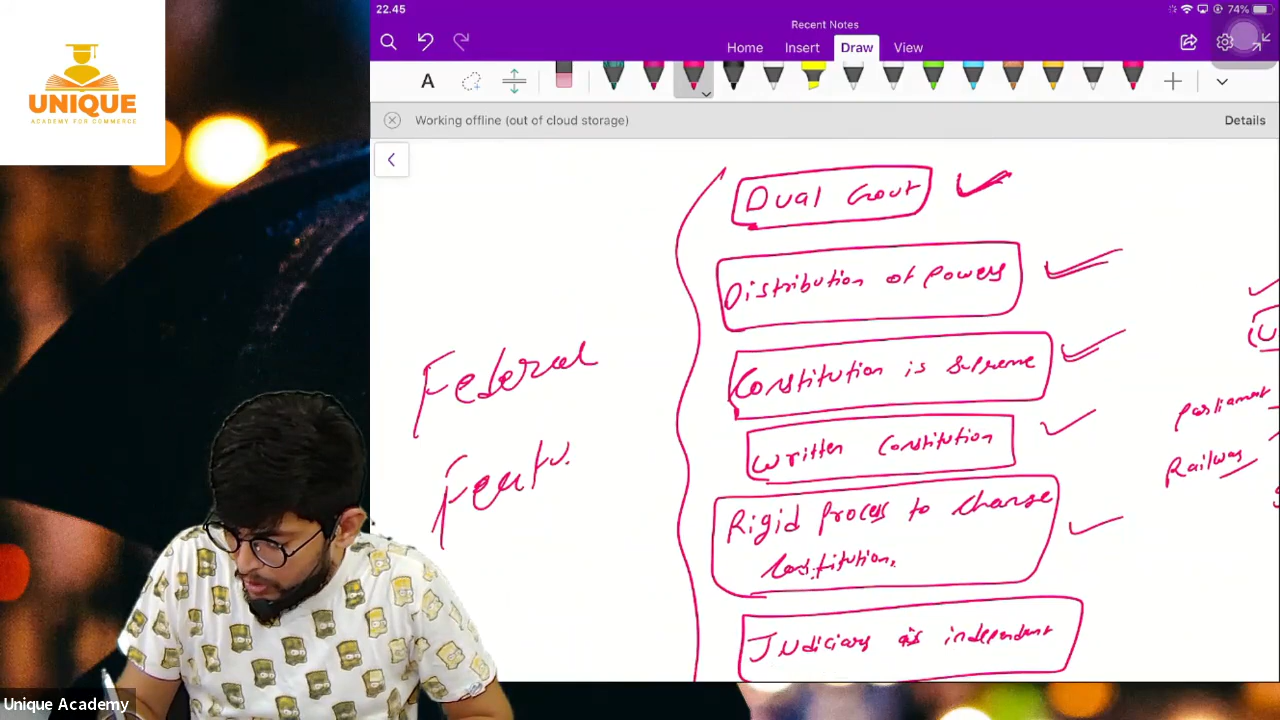 22.45
Recent Notes
74%
Home Insert Draw View
A
Working offline (out of cloud storage)
Details
UNIQUE
ACADEMY FOR COMMERCE
Dual Govt
Distribution of Powers
Constitution is Supreme
Written Constitution
Rigid Process to change
Constitution.
Judiciary is independent
Federal
Featu
(U
Parliament
Railway
Unique Academy